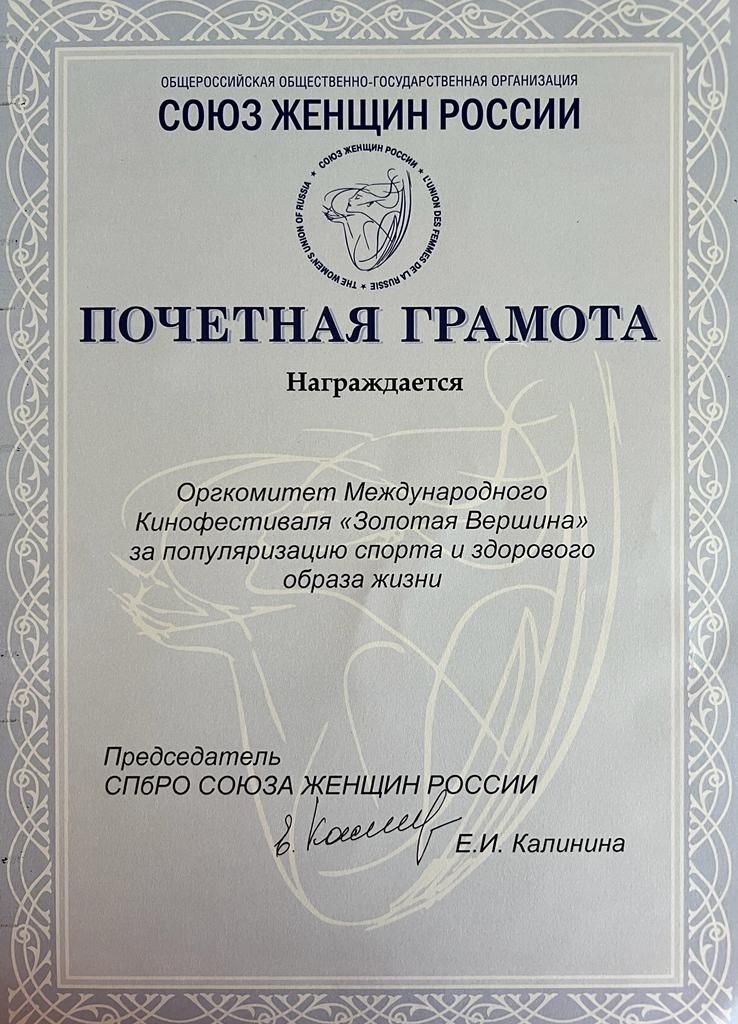 ОБЩЕРОССИЙСКАЯ ОБЩЕСТВЕННО-ГОСУДАРСТВЕННАЯ ОРГАНИЗАЦИЯ
СОЮЗ ЖЕНЩИН РОССИИ
★ СОЮЗ ЖЕНЩИН РОССИИ ★ L'UNION DES FEMMES DE LA RUSSIE ★ THE WOMEN'S UNION OF RUSSIA
ПОЧЕТНАЯ ГРАМОТА
Награждается
Оргкомитет Международного
Кинофестиваля «Золотая Вершина»
за популяризацию спорта и здорового
образа жизни
Председатель
СПбРО СОЮЗА ЖЕНЩИН РОССИИ
Е.И. Калинина